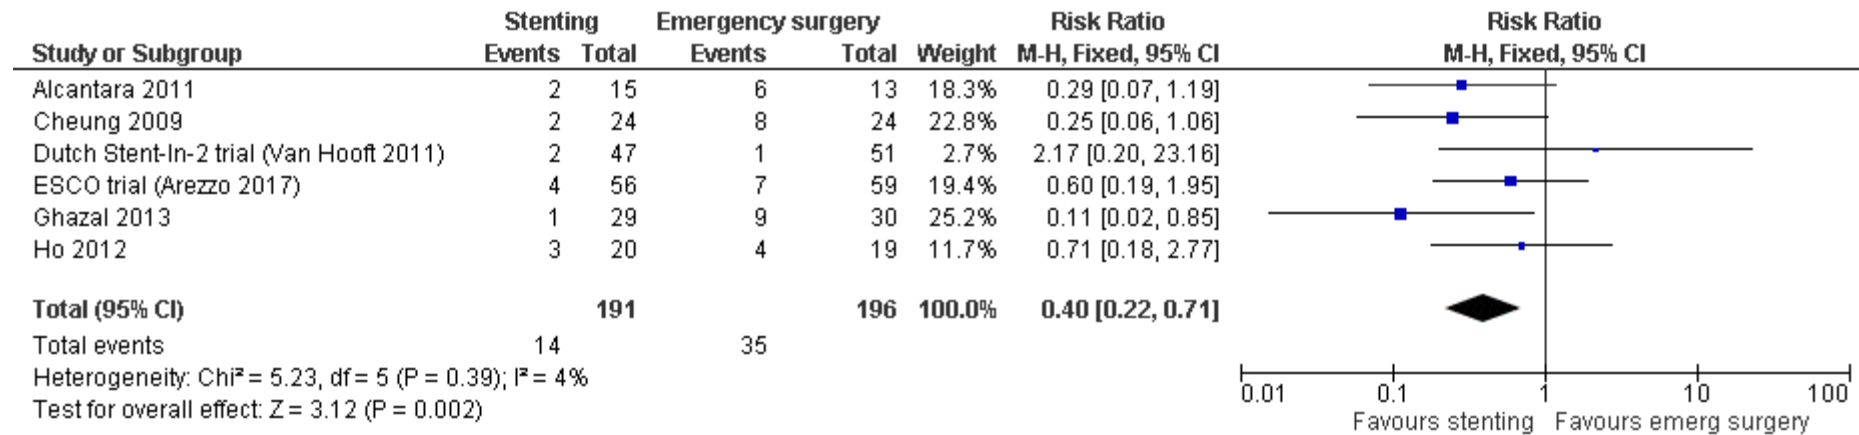 Stenting Emergency surgery Risk Ratio Risk Ratio
Study or Subgroup Events Total Events Total Weight M-H, Fixed, 95% CI M-H, Fixed, 95% CI
Alcantara 2011 2 15 6 13 18.3% 0.29 [0.07, 1.19]
Cheung 2009 2 24 8 24 22.8% 0.25 [0.06, 1.06]
Dutch Stent-In-2 trial (Van Hooft 2011) 2 47 1 51 2.7% 2.17 [0.20, 23.16]
ESCO trial (Arezzo 2017) 4 56 7 59 19.4% 0.60 [0.19, 1.95]
Ghazal 2013 1 29 9 30 25.2% 0.11 [0.02, 0.85]
Ho 2012 3 20 4 19 11.7% 0.71 [0.18, 2.77]
Total (95% CI) 191 196 100.0% 0.40 [0.22, 0.71]
Total events 14 35
Heterogeneity: Chi² = 5.23, df = 5 (P = 0.39); I² = 4%
Test for overall effect: Z = 3.12 (P = 0.002)
0.01 0.1 1 10 100
Favours stenting Favours emerg surgery